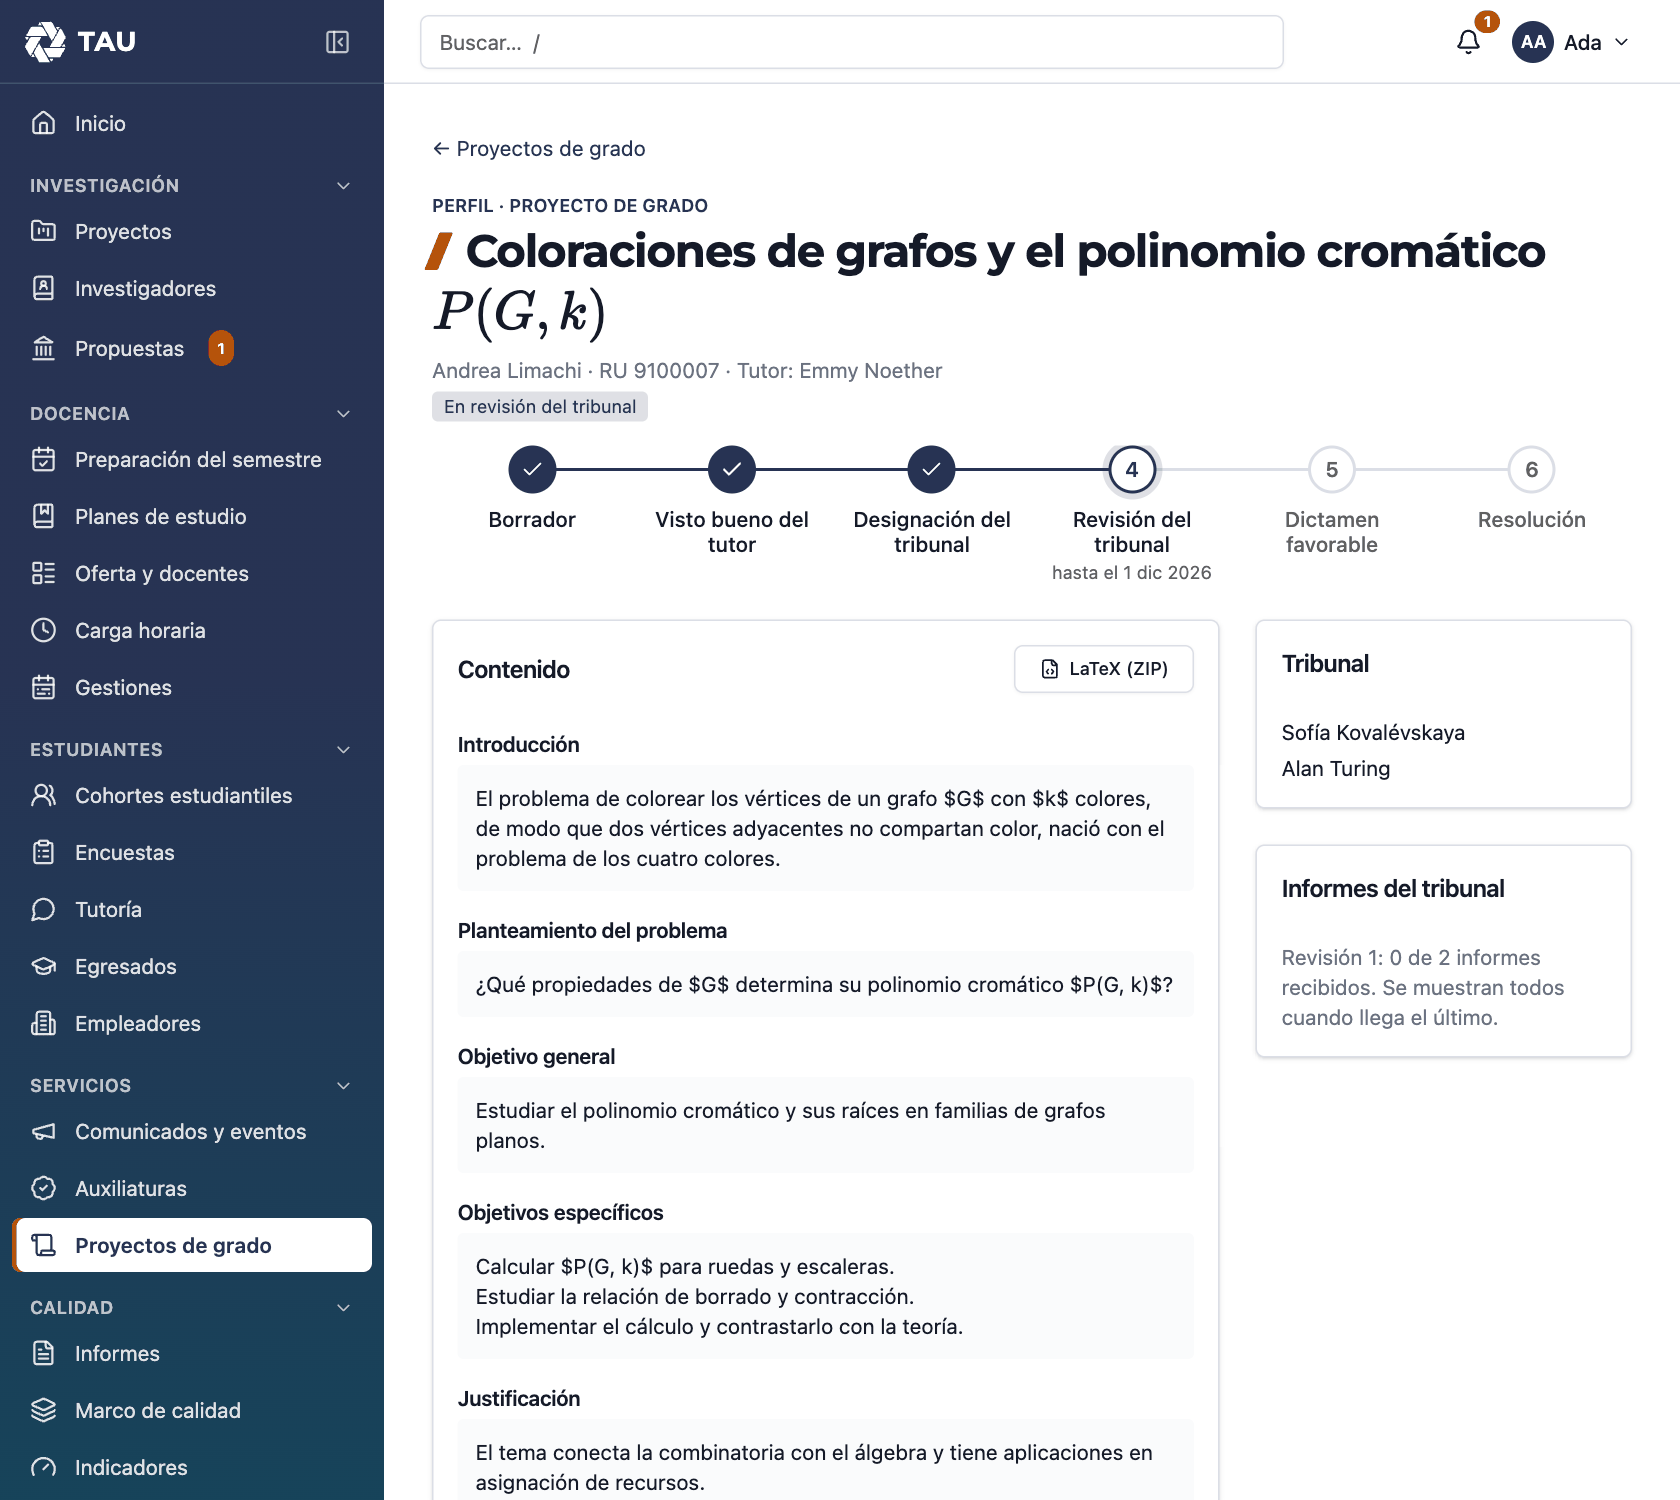 TAU
Buscar... /
1
AA
Ada
Inicio
INVESTIGACIÓN
Proyectos
Investigadores
Propuestas 1
DOCENCIA
Preparación del semestre
Planes de estudio
Oferta y docentes
Carga horaria
Gestiones
ESTUDIANTES
Cohortes estudiantiles
Encuestas
Tutoría
Egresados
Empleadores
SERVICIOS
Comunicados y eventos
Auxiliaturas
Proyectos de grado
CALIDAD
Informes
Marco de calidad
Indicadores
← Proyectos de grado
PERFIL · PROYECTO DE GRADO
Coloraciones de grafos y el polinomio cromático
P(G, k)
Andrea Limachi · RU 9100007 · Tutor: Emmy Noether
En revisión del tribunal
Borrador
Visto bueno del
tutor
Designación del
tribunal
4
Revisión del
tribunal
hasta el 1 dic 2026
5
Dictamen
favorable
6
Resolución
Contenido
LaTeX (ZIP)
Introducción
El problema de colorear los vértices de un grafo $G$ con $k$ colores,
de modo que dos vértices adyacentes no compartan color, nació con el
problema de los cuatro colores.
Planteamiento del problema
¿Qué propiedades de $G$ determina su polinomio cromático $P(G, k)$?
Objetivo general
Estudiar el polinomio cromático y sus raíces en familias de grafos
planos.
Objetivos específicos
Calcular $P(G, k)$ para ruedas y escaleras.
Estudiar la relación de borrado y contracción.
Implementar el cálculo y contrastarlo con la teoría.
Justificación
El tema conecta la combinatoria con el álgebra y tiene aplicaciones en
asignación de recursos.
Tribunal
Sofía Kovalévskaya
Alan Turing
Informes del tribunal
Revisión 1: 0 de 2 informes
recibidos. Se muestran todos
cuando llega el último.